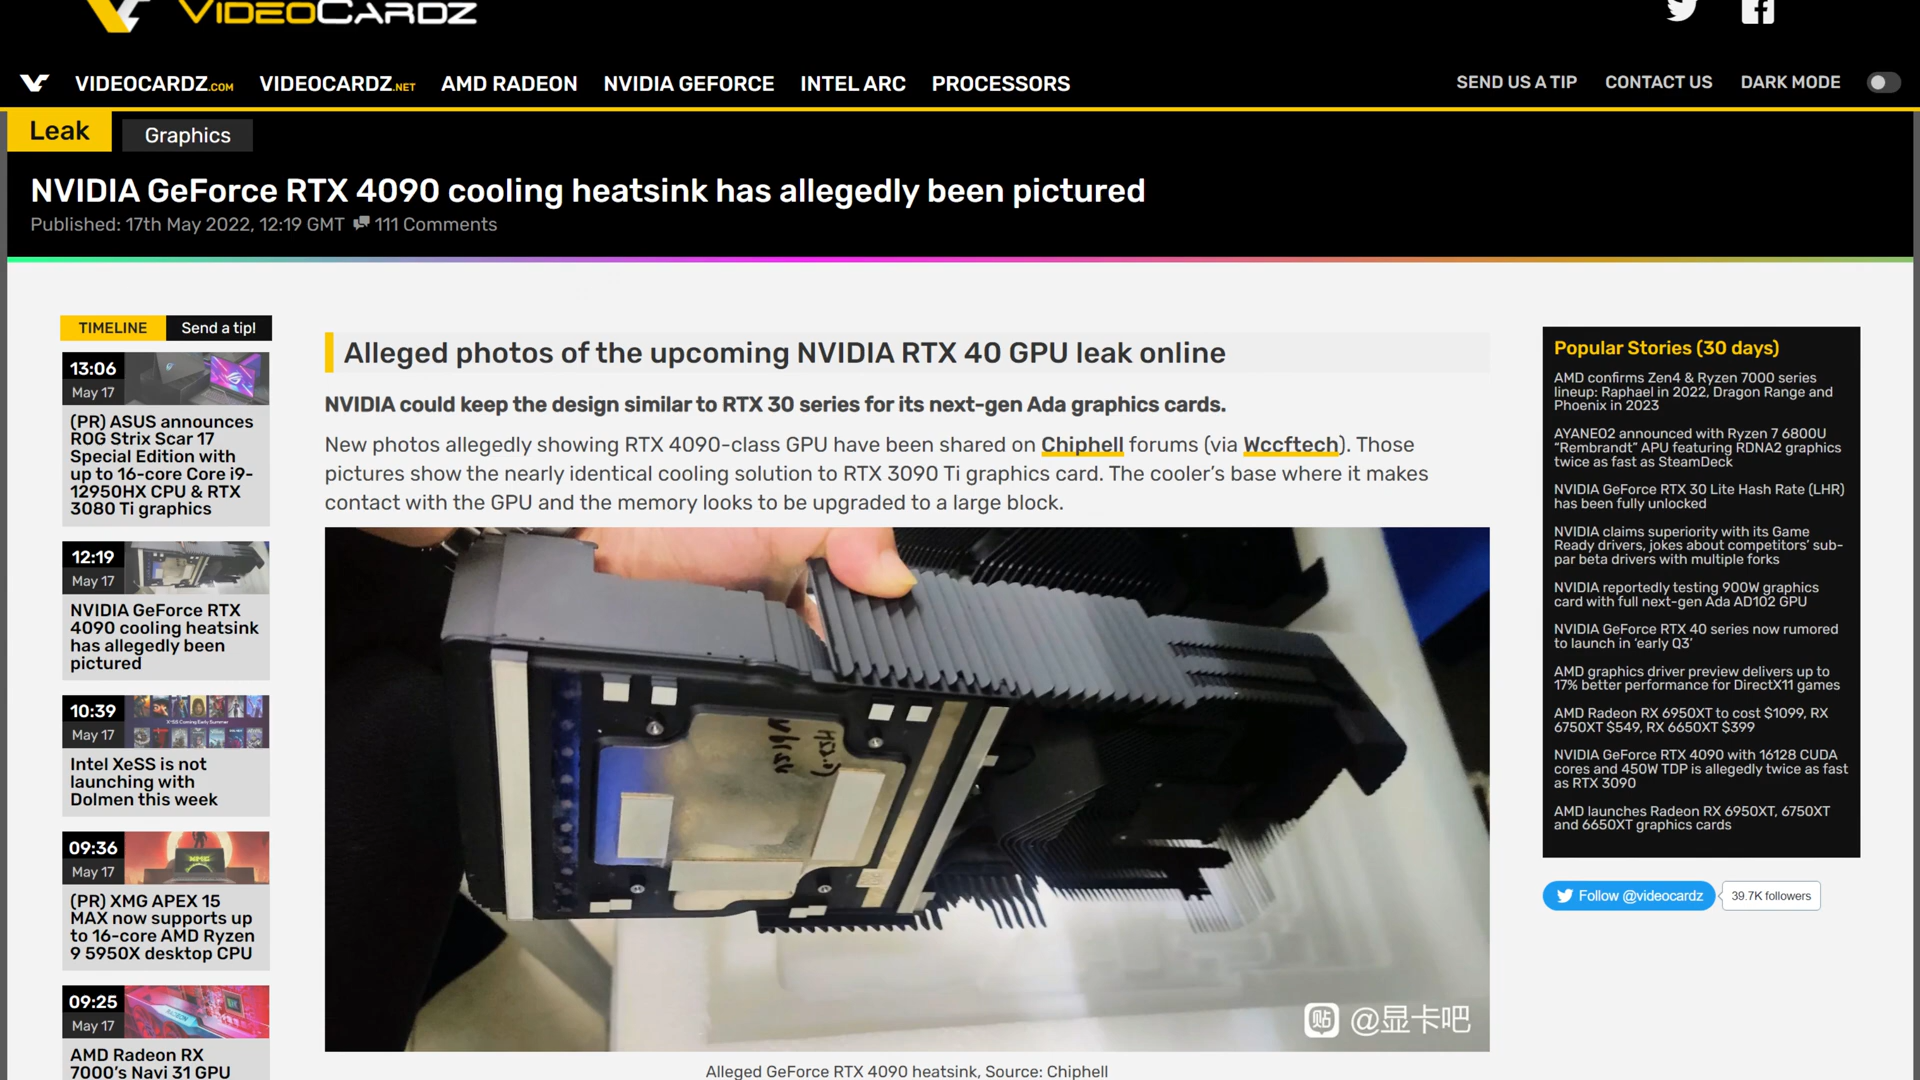 VIDEOCARDZ
VIDEOCARDZ.COM VIDEOCARDZ.NET AMD RADEON NVIDIA GEFORCE INTEL ARC PROCESSORS SEND US A TIP CONTACT US DARK MODE
Leak Graphics
NVIDIA GeForce RTX 4090 cooling heatsink has allegedly been pictured
Published: 17th May 2022, 12:19 GMT 111 Comments
TIMELINE Send a tip!
13:06
May 17
(PR) ASUS announces
ROG Strix Scar 17
Special Edition with
up to 16-core Core i9-
12950HX CPU & RTX
3080 Ti graphics
12:19
May 17
NVIDIA GeForce RTX
4090 cooling heatsink
has allegedly been
pictured
10:39
May 17
Intel XeSS is not
launching with
Dolmen this week
09:36
May 17
(PR) XMG APEX 15
MAX now supports up
to 16-core AMD Ryzen
9 5950X desktop CPU
09:25
May 17
AMD Radeon RX
7000's Navi 31 GPU
Alleged photos of the upcoming NVIDIA RTX 40 GPU leak online
NVIDIA could keep the design similar to RTX 30 series for its next-gen Ada graphics cards.
New photos allegedly showing RTX 4090-class GPU have been shared on Chiphell forums (via Wccftech). Those
pictures show the nearly identical cooling solution to RTX 3090 Ti graphics card. The cooler's base where it makes
contact with the GPU and the memory looks to be upgraded to a large block.
贴 @显卡吧
Alleged GeForce RTX 4090 heatsink, Source: Chiphell
Popular Stories (30 days)
AMD confirms Zen4 & Ryzen 7000 series
lineup: Raphael in 2022, Dragon Range and
Phoenix in 2023
AYANEO2 announced with Ryzen 7 6800U
“Rembrandt” APU featuring RDNA2 graphics
twice as fast as SteamDeck
NVIDIA GeForce RTX 30 Lite Hash Rate (LHR)
has been fully unlocked
NVIDIA claims superiority with its Game
Ready drivers, jokes about competitors' sub-
par beta drivers with multiple forks
NVIDIA reportedly testing 900W graphics
card with full next-gen Ada AD102 GPU
NVIDIA GeForce RTX 40 series now rumored
to launch in ‘early Q3’
AMD graphics driver preview delivers up to
17% better performance for DirectX11 games
AMD Radeon RX 6950XT to cost $1099, RX
6750XT $549, RX 6650XT $399
NVIDIA GeForce RTX 4090 with 16128 CUDA
cores and 450W TDP is allegedly twice as fast
as RTX 3090
AMD launches Radeon RX 6950XT, 6750XT
and 6650XT graphics cards
Follow @videocardz 39.7K followers